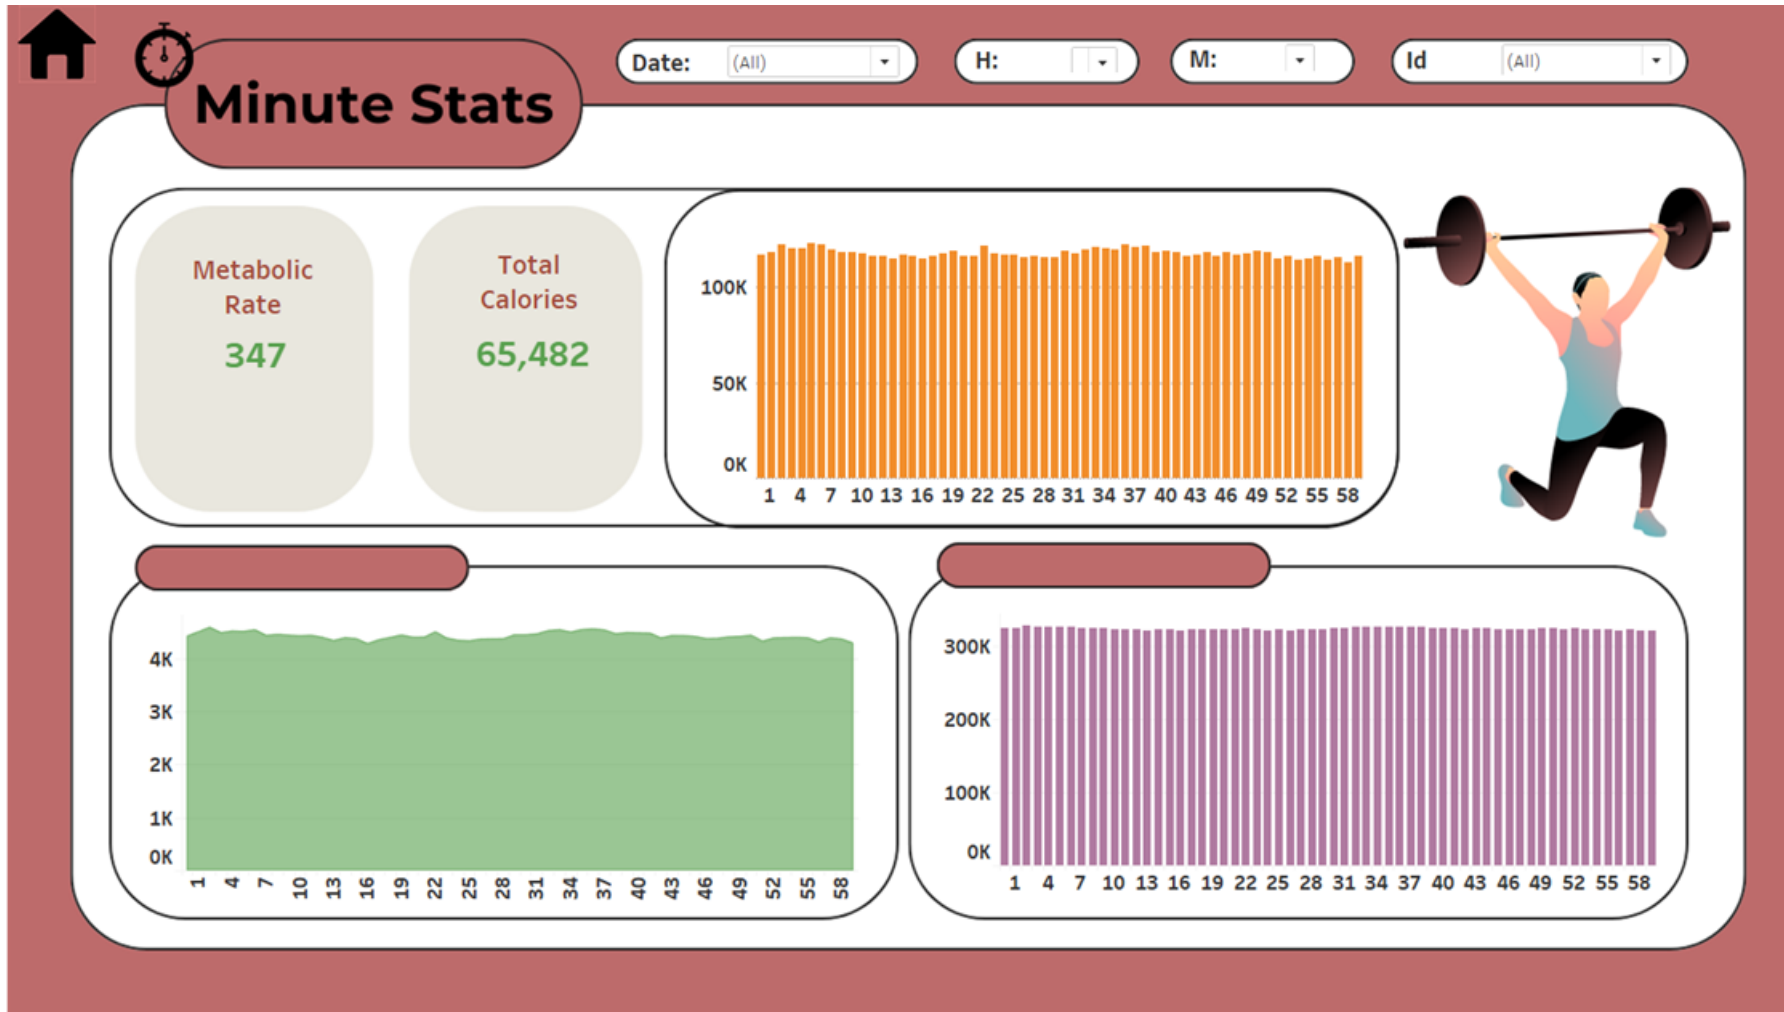 Minute Stats
Date: (All)
H:
M:
Id (All)
Metabolic
Rate
347
Total
Calories
65,482
100K
50K
0K
1 4 7 10 13 16 19 22 25 28 31 34 37 40 43 46 49 52 55 58
4K
3K
2K
1K
0K
1 4 7 10 13 16 19 22 25 28 31 34 37 40 43 46 49 52 55 58
300K
200K
100K
0K
1 4 7 10 13 16 19 22 25 28 31 34 37 40 43 46 49 52 55 58